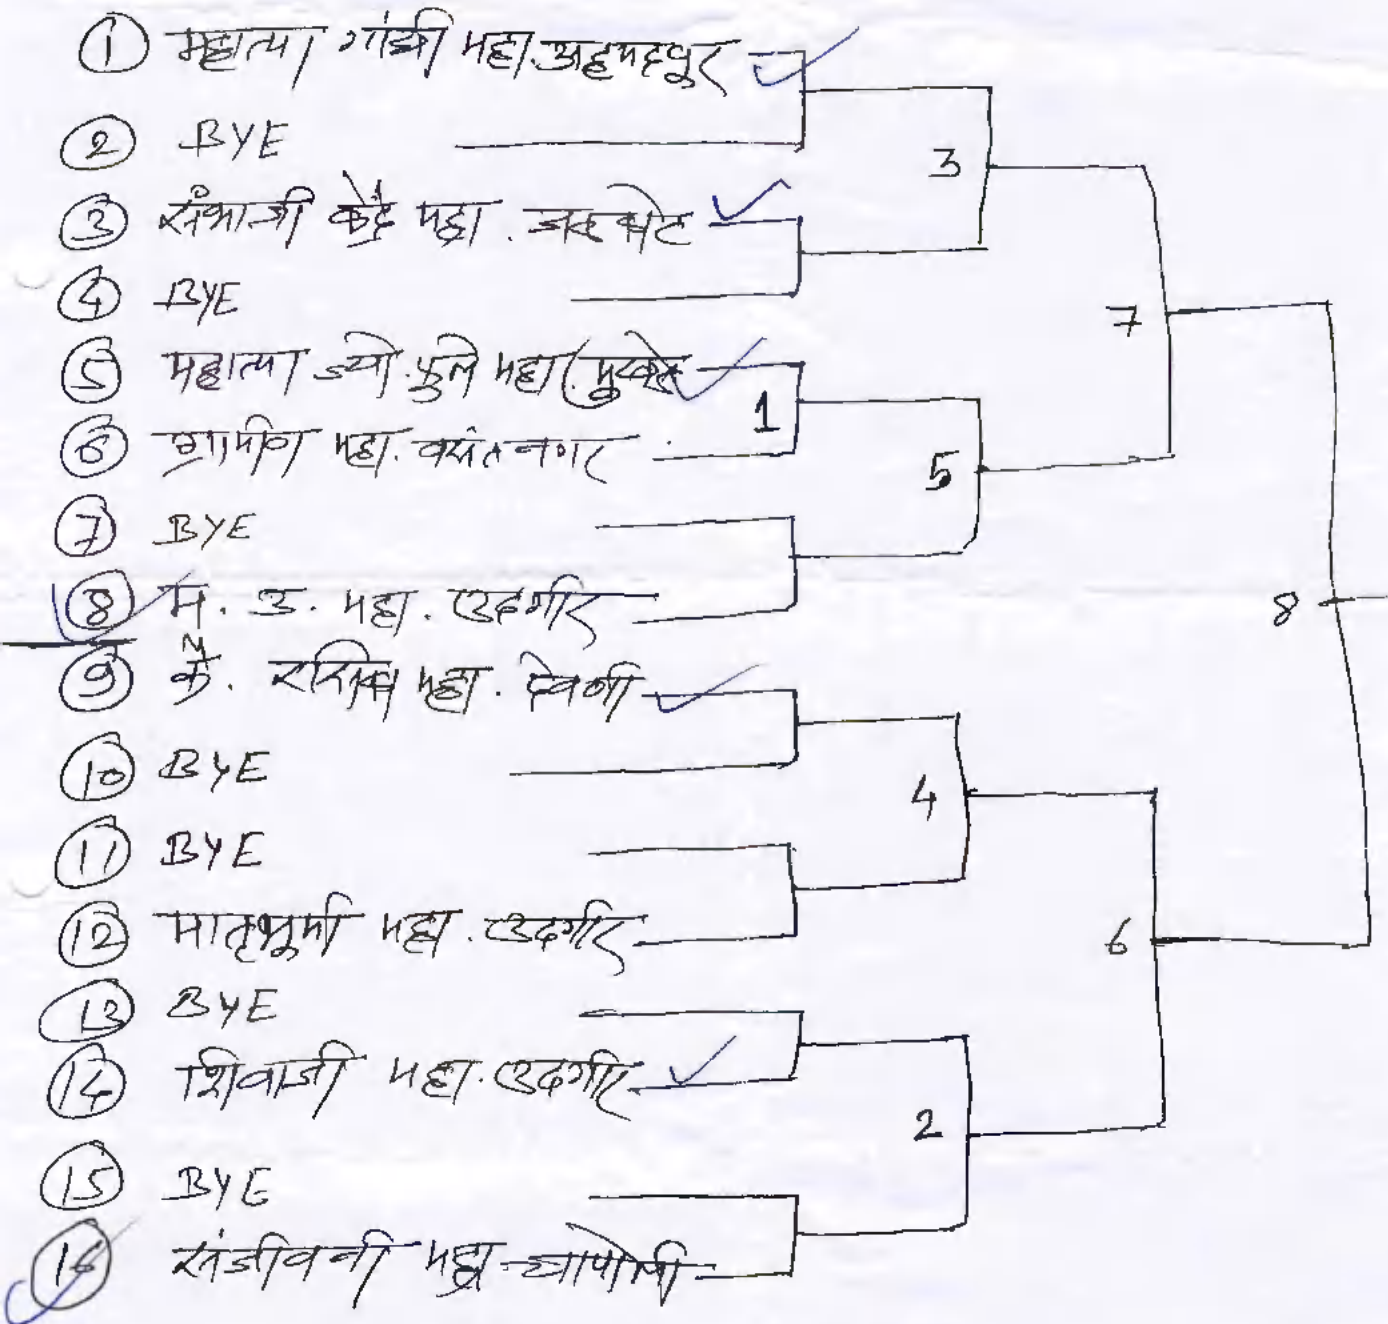 ① महात्मा गांधी महा. अहमदपूर
② BYE
3
③ संभाजी केंद्रे महा. जळकोट
④ BYE
7
⑤ महात्मा ज्यो. फुले महा. मुखेड
1
⑥ ग्रामीण महा. वसंतनगर
5
⑦ BYE
⑧ म. उ. महा. उदगीर
8
⑨ कै. रसिका महा. देवणी
⑩ BYE
4
⑪ BYE
⑫ मातृभूमी महा. उदगीर
6
⑬ BYE
⑭ शिवाजी महा. उदगीर
2
⑮ BYE
⑯ संजीवनी महा. चापोली